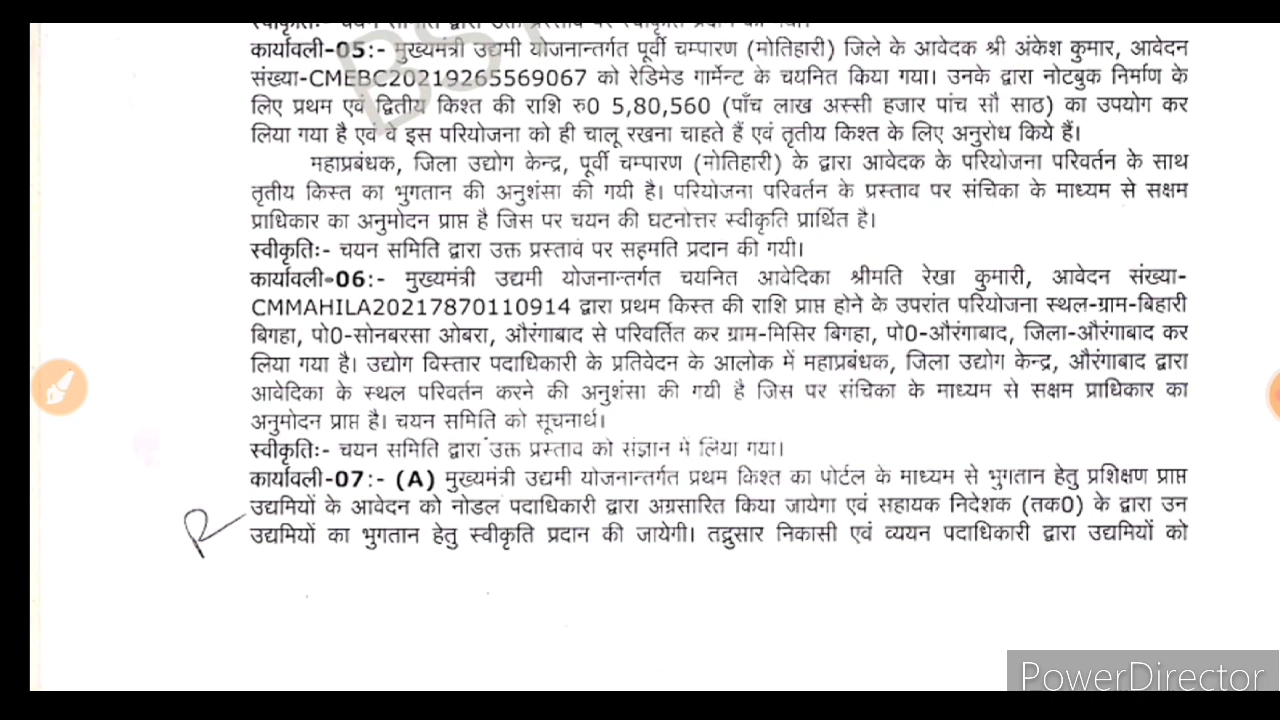 स्वीकृतिः- चयन समिति द्वारा उक्त प्रस्ताव पर स्वीकृति प्रदान की गयी।
कार्यावली-05:- मुख्यमंत्री उद्यमी योजनान्तर्गत पूर्वी चम्पारण (मोतिहारी) जिले के आवेदक श्री अंकेश कुमार, आवेदन
संख्या-CMEBC20219265569067 को रेडिमेड गार्मेन्ट के चयनित किया गया। उनके द्वारा नोटबुक निर्माण के
लिए प्रथम एवं द्वितीय किश्त की राशि रु0 5,80,560 (पाँच लाख अस्सी हजार पांच सौ साठ) का उपयोग कर
लिया गया है एवं वे इस परियोजना को ही चालू रखना चाहते हैं एवं तृतीय किश्त के लिए अनुरोध किये हैं।
महाप्रबंधक, जिला उद्योग केन्द्र, पूर्वी चम्पारण (मोतिहारी) के द्वारा आवेदक के परियोजना परिवर्तन के साथ
तृतीय किस्त का भुगतान की अनुशंसा की गयी है। परियोजना परिवर्तन के प्रस्ताव पर संचिका के माध्यम से सक्षम
प्राधिकार का अनुमोदन प्राप्त है जिस पर चयन की घटनोत्तर स्वीकृति प्रार्थित है।
स्वीकृतिः- चयन समिति द्वारा उक्त प्रस्ताव पर सहमति प्रदान की गयी।
कार्यावली-06:- मुख्यमंत्री उद्यमी योजनान्तर्गत चयनित आवेदिका श्रीमति रेखा कुमारी, आवेदन संख्या-
CMMAHILA20217870110914 द्वारा प्रथम किस्त की राशि प्राप्त होने के उपरांत परियोजना स्थल-ग्राम-बिहारी
बिगहा, पो0-सोनबरसा ओबरा, औरंगाबाद से परिवर्तित कर ग्राम-मिसिर बिगहा, पो0-औरंगाबाद, जिला-औरंगाबाद कर
लिया गया है। उद्योग विस्तार पदाधिकारी के प्रतिवेदन के आलोक में महाप्रबंधक, जिला उद्योग केन्द्र, औरंगाबाद द्वारा
आवेदिका के स्थल परिवर्तन करने की अनुशंसा की गयी है जिस पर संचिका के माध्यम से सक्षम प्राधिकार का
अनुमोदन प्राप्त है। चयन समिति को सूचनार्थ।
स्वीकृतिः- चयन समिति द्वारा उक्त प्रस्ताव को संज्ञान में लिया गया।
कार्यावली-07:- (A) मुख्यमंत्री उद्यमी योजनान्तर्गत प्रथम किश्त का पोर्टल के माध्यम से भुगतान हेतु प्रशिक्षण प्राप्त
उद्यमियों के आवेदन को नोडल पदाधिकारी द्वारा अग्रसारित किया जायेगा एवं सहायक निदेशक (तक0) के द्वारा उन
उद्यमियों का भुगतान हेतु स्वीकृति प्रदान की जायेगी। तद्नुसार निकासी एवं व्ययन पदाधिकारी द्वारा उद्यमियों को
PowerDirector